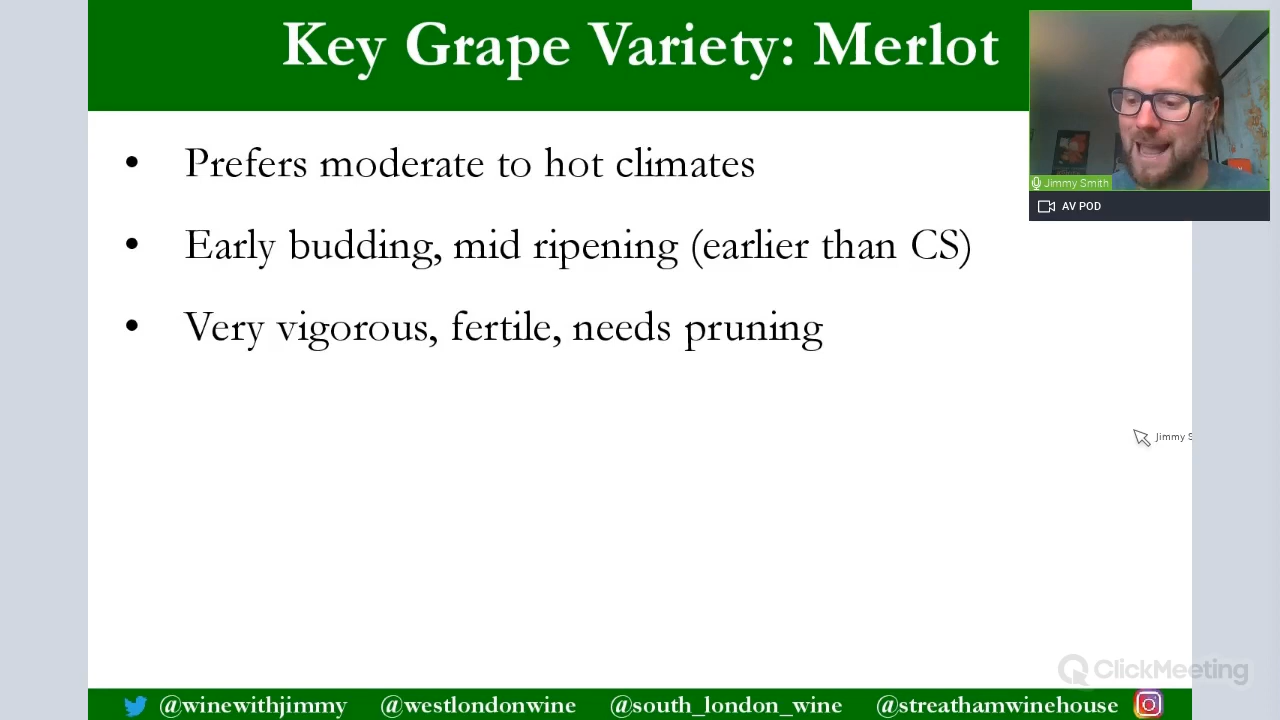 Key Grape Variety: Merlot
• Prefers moderate to hot climates
• Early budding, mid ripening (earlier than CS)
• Very vigorous, fertile, needs pruning
Jimmy Smith
AV POD
Jimmy S
ClickMeeting
@winewithjimmy @westlondonwine @south_london_wine @streathamwinehouse